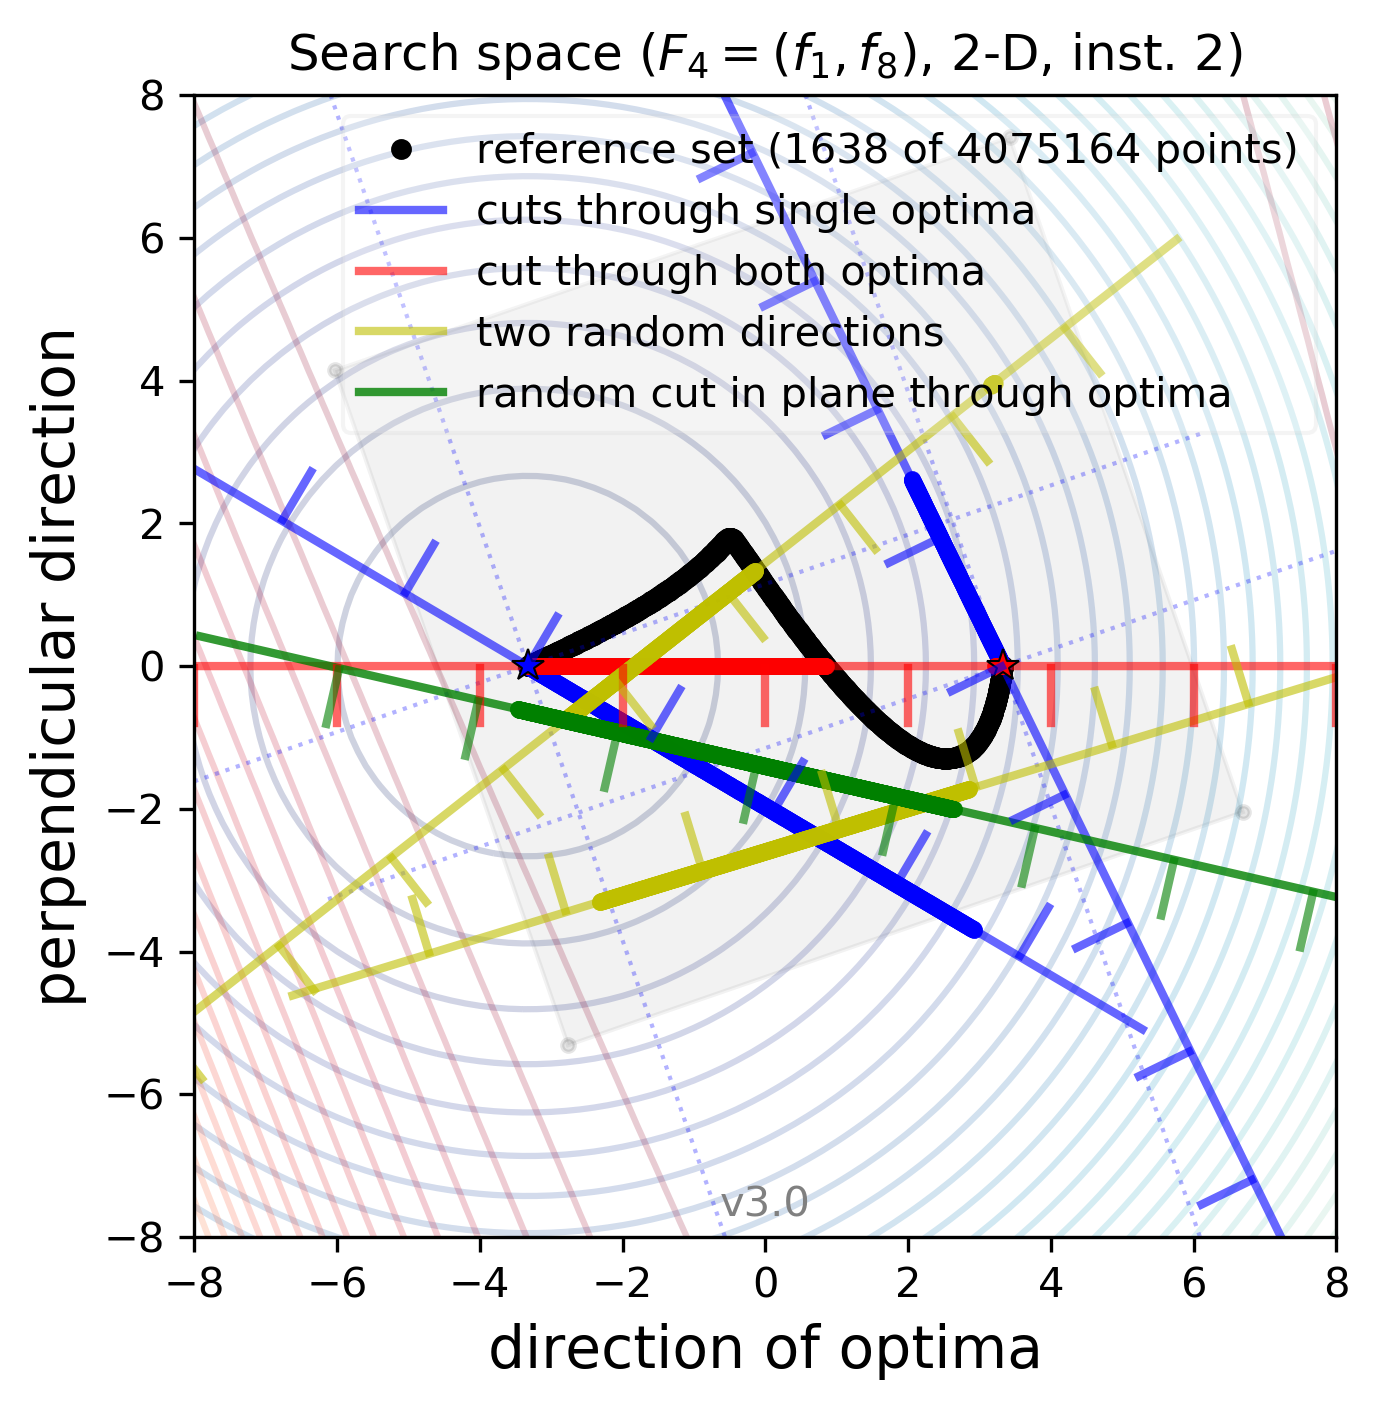 Search space (F₄ = (f₁, f₈), 2-D, inst. 2)
reference set (1638 of 4075164 points)
cuts through single optima
cut through both optima
two random directions
random cut in plane through optima
perpendicular direction
8
6
4
2
0
−2
−4
−6
−8
v3.0
−8 −6 −4 −2 0 2 4 6 8
direction of optima